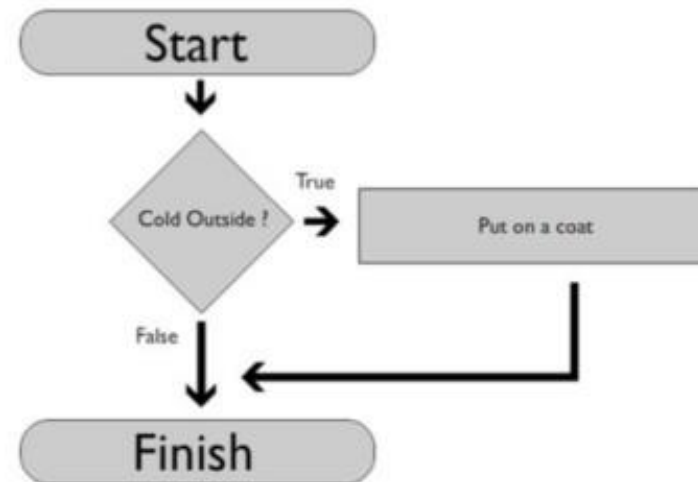 Start
Cold Outside ?
True
Put on a coat
False
Finish